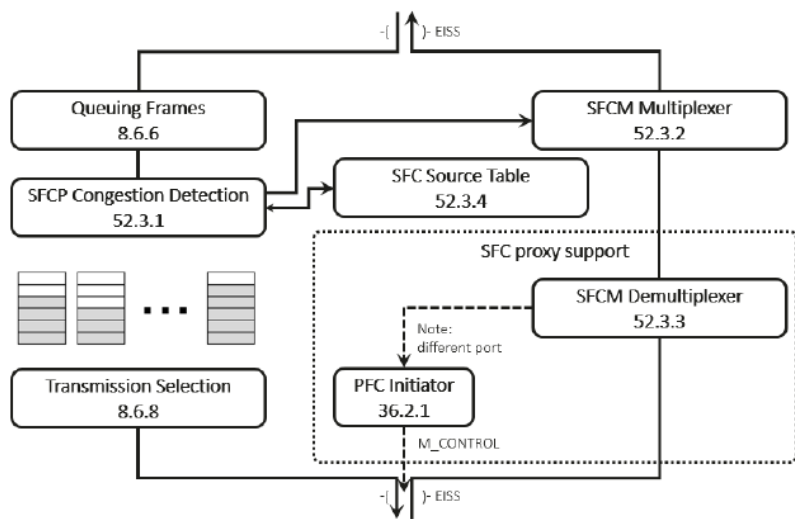 -( )- EISS
Queuing Frames
8.6.6
SFCM Multiplexer
52.3.2
SFCP Congestion Detection
52.3.1
SFC Source Table
52.3.4
SFC proxy support
SFCM Demultiplexer
52.3.3
Note:
different port
Transmission Selection
8.6.8
PFC Initiator
36.2.1
M_CONTROL
-( )- EISS